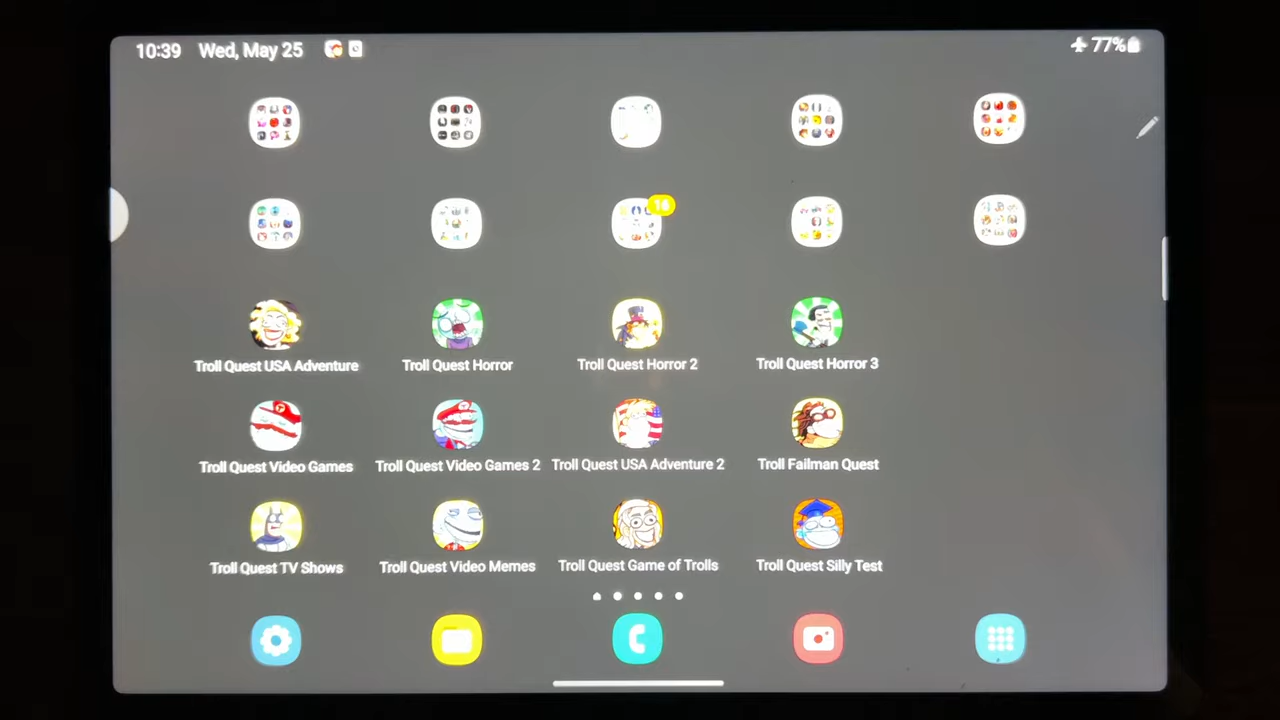 10:39 Wed, May 25 77%
16
Troll Quest USA Adventure Troll Quest Horror Troll Quest Horror 2 Troll Quest Horror 3
Troll Quest Video Games Troll Quest Video Games 2 Troll Quest USA Adventure 2 Troll Failman Quest
Troll Quest TV Shows Troll Quest Video Memes Troll Quest Game of Trolls Troll Quest Silly Test